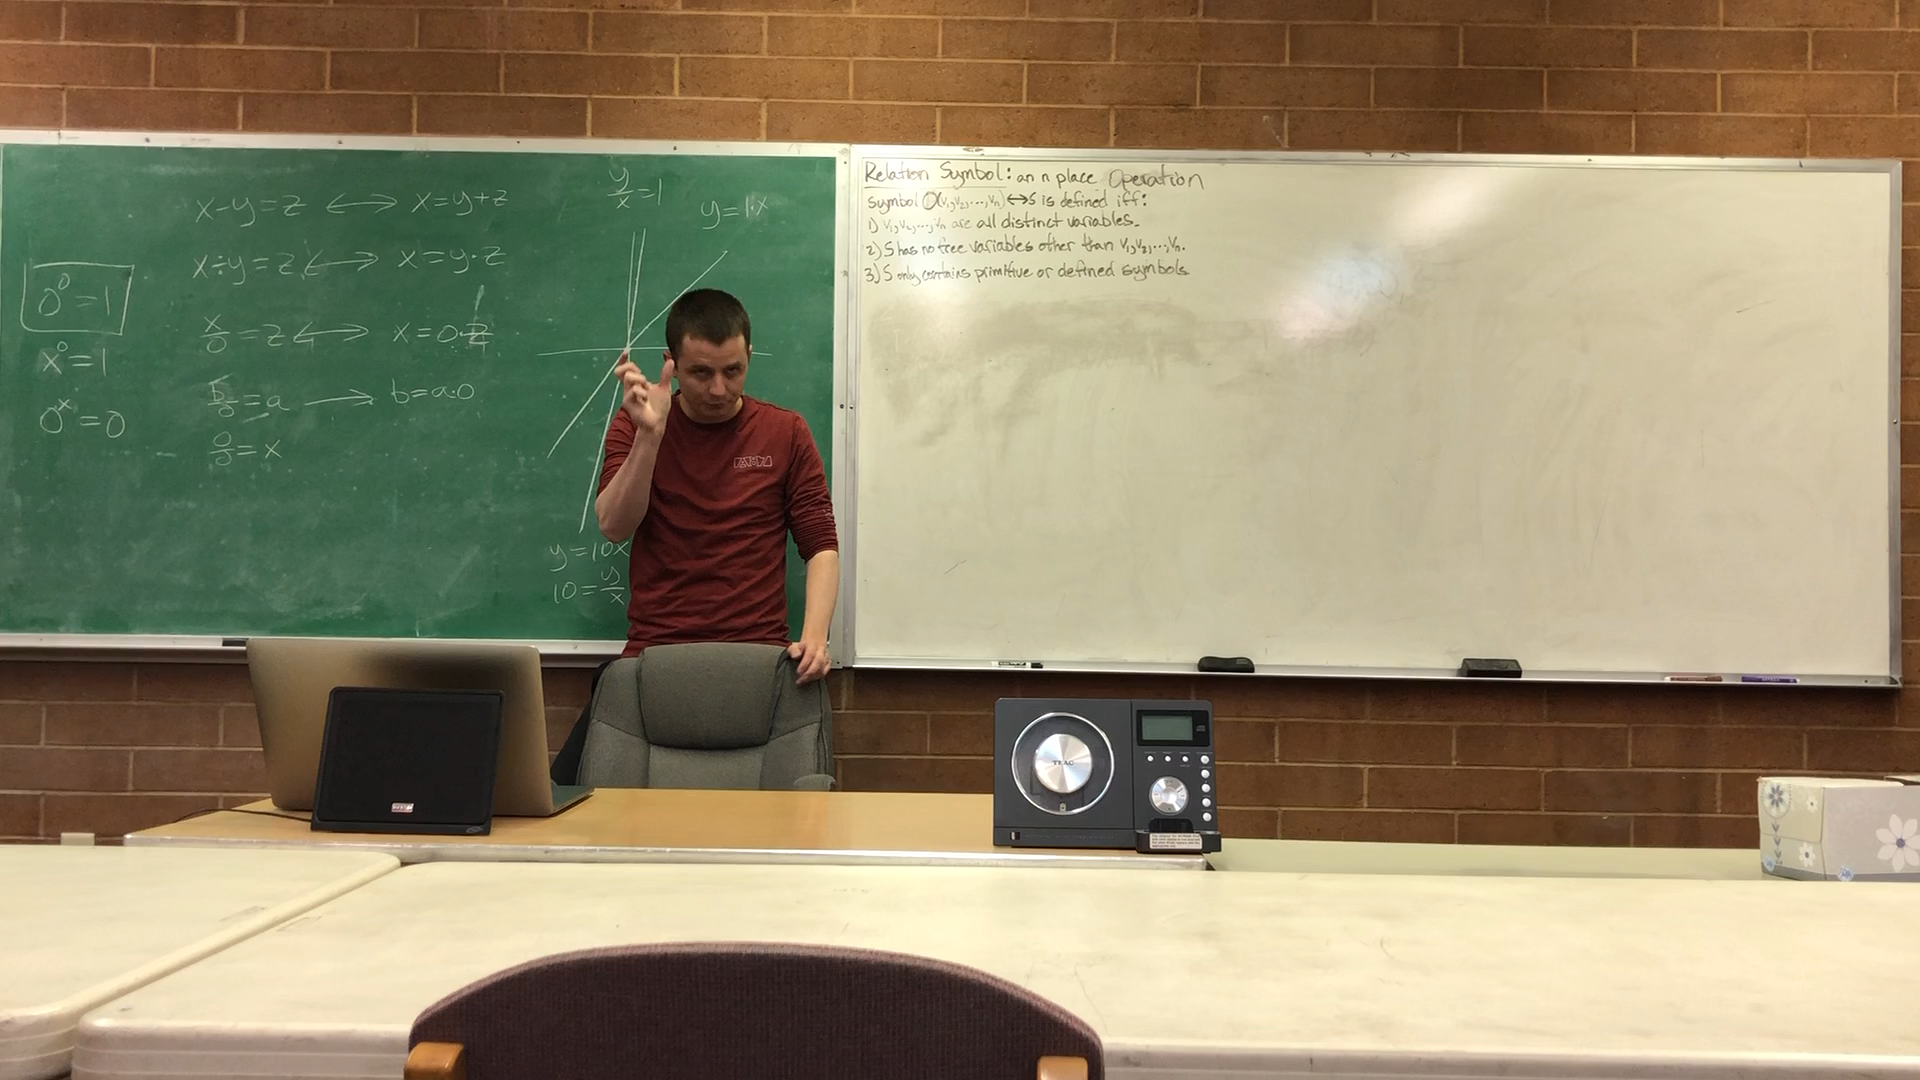 x-y=z ⟷ x=y+z
x÷y=z ⟷ x=y·z
x/0=z ⟷ x=0·z
b/0=a ⟶ b=a·0
0/0=x
0⁰=1
x⁰=1
0ˣ=0
y/x=1
y=1·x
y=10x
10=y/x
Relation Symbol: an n place Operation
symbol O(v₁,v₂,...,vₙ)⟷S is defined iff:
1) v₁,v₂,...,vₙ are all distinct variables.
2) S has no free variables other than v₁,v₂,...,vₙ.
3) S only contains primitive or defined symbols
TEAC